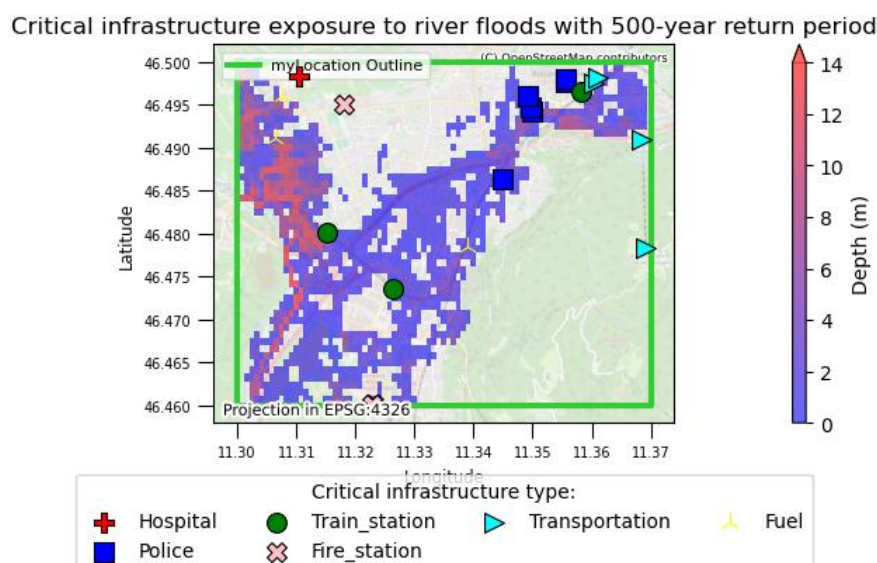 Critical infrastructure exposure to river floods with 500-year return period
(C) OpenStreetMap contributors
myLocation Outline
46.500
46.495
46.490
46.485
46.480
46.475
46.470
46.465
46.460
Latitude
Projection in EPSG:4326
11.30 11.31 11.32 11.33 11.34 11.35 11.36 11.37
Longitude
14
12
10
8
6
4
2
0
Depth (m)
Critical infrastructure type:
Hospital Train_station Transportation Fuel
Police Fire_station